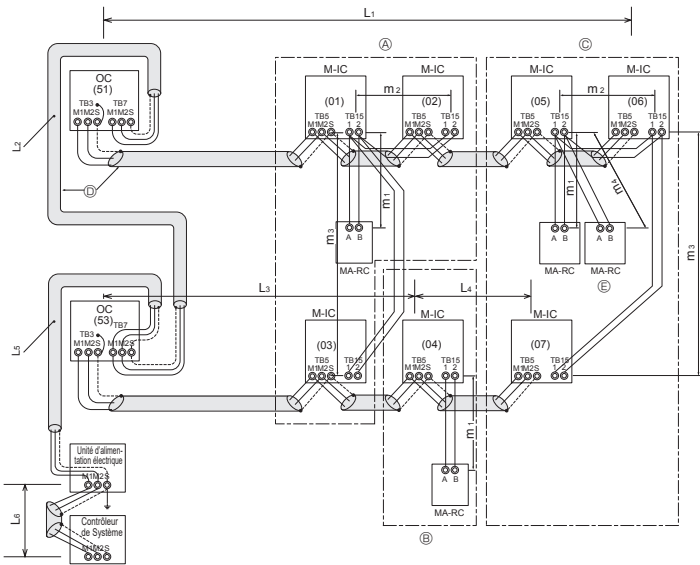 L1
Ⓐ
Ⓒ
M-IC
M-IC
M-IC
M-IC
OC
(51)
TB3
TB7
M1M2S
M1M2S
(01)
m2
(02)
(05)
m2
(06)
TB5
M1M2S
TB15
1 2
TB5
M1M2S
TB15
1 2
TB5
M1M2S
TB15
1 2
TB5
M1M2S
TB15
1 2
L2
Ⓓ
m1
m3
A B
MA-RC
m1
m4
A B
MA-RC
A B
MA-RC
Ⓔ
m3
L3
L4
OC
(53)
TB3
TB7
M1M2S
M1M2S
M-IC
M-IC
M-IC
(03)
(04)
(07)
TB5
M1M2S
TB15
1 2
TB5
M1M2S
TB15
1 2
TB5
M1M2S
TB15
1 2
L5
m1
A B
MA-RC
Ⓑ
Unité d'alimen-
tation électrique
M1M2S
L6
Contrôleur
de Système
M1M2S